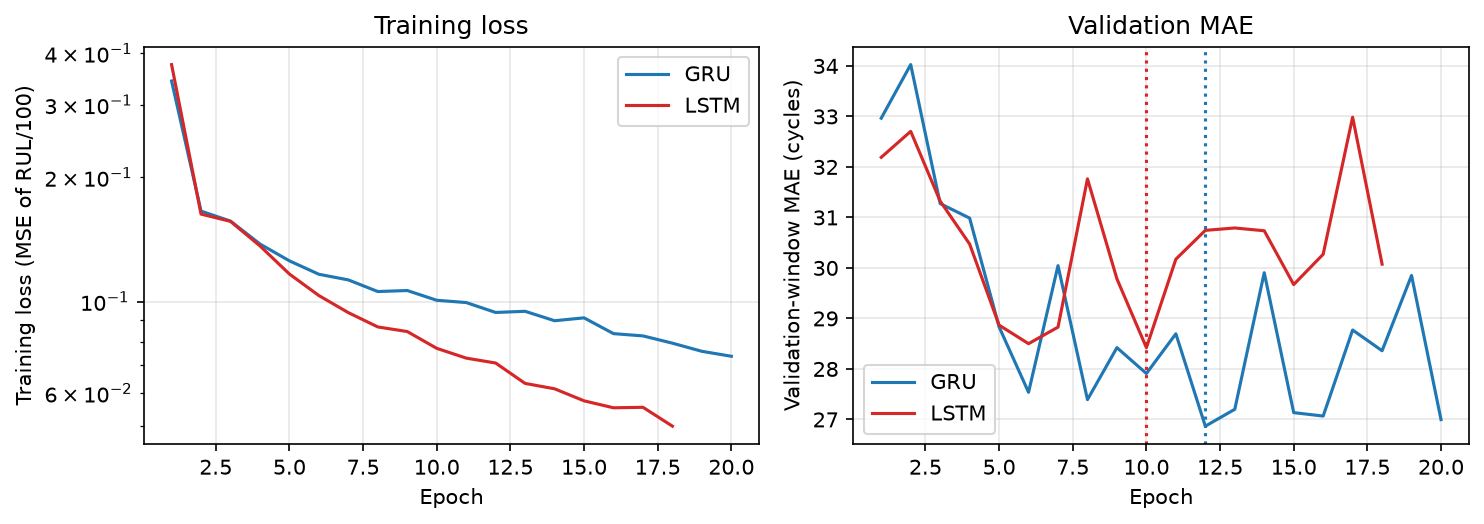 Training loss
4 × 10⁻¹
3 × 10⁻¹
2 × 10⁻¹
10⁻¹
6 × 10⁻²
Training loss (MSE of RUL/100)
GRU
LSTM
2.5 5.0 7.5 10.0 12.5 15.0 17.5 20.0
Epoch
Validation MAE
34
33
32
31
30
29
28
27
Validation-window MAE (cycles)
GRU
LSTM
2.5 5.0 7.5 10.0 12.5 15.0 17.5 20.0
Epoch